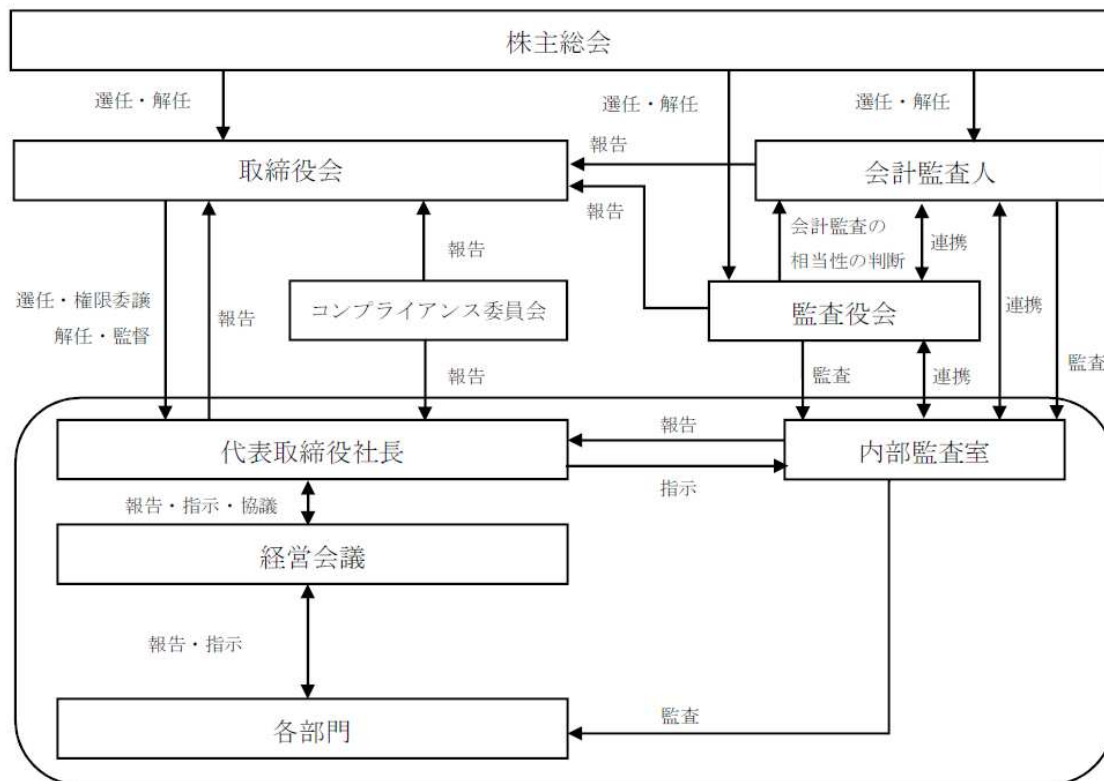 株主総会
選任・解任
選任・解任
選任・解任
取締役会
報告
会計監査人
報告
会計監査の
相当性の判断
連携
報告
選任・権限委譲
解任・監督
報告
コンプライアンス委員会
監査役会
連携
報告
監査
連携
監査
代表取締役社長
報告
指示
内部監査室
報告・指示・協議
経営会議
報告・指示
各部門
監査